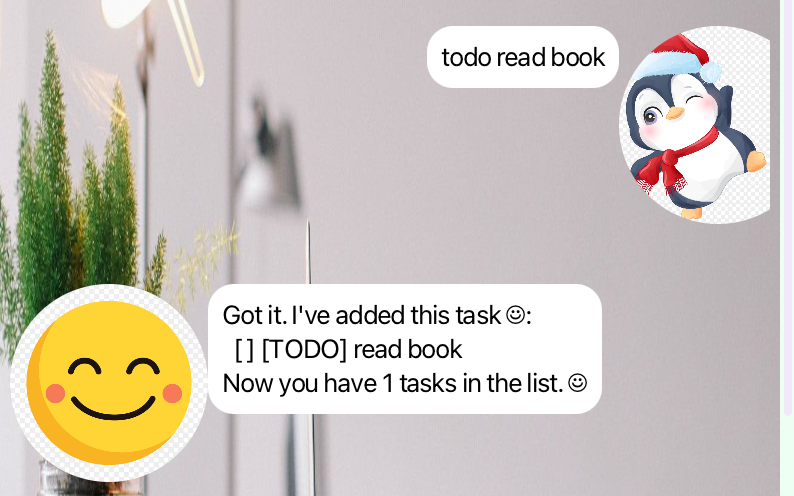 todo read book
Got it. I've added this task ☺:
[ ] [TODO] read book
Now you have 1 tasks in the list. ☺